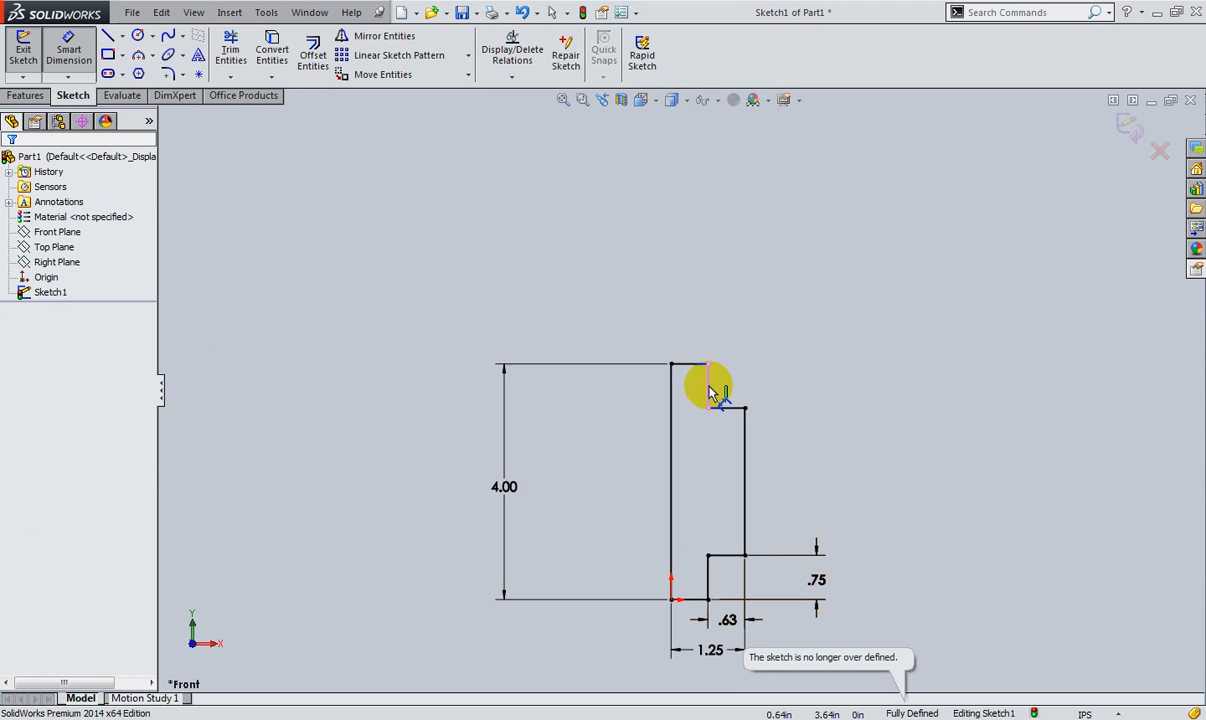 SOLIDWORKS File Edit View Insert Tools Window Help Sketch1 of Part1 * Search Commands
Exit Sketch
Smart Dimension
Trim Entities
Convert Entities
Offset Entities
Mirror Entities
Linear Sketch Pattern
Move Entities
Display/Delete Relations
Repair Sketch
Quick Snaps
Rapid Sketch
Features Sketch Evaluate DimXpert Office Products
Part1 (Default<<Default>_Displa
History
Sensors
Annotations
Material <not specified>
Front Plane
Top Plane
Right Plane
Origin
Sketch1
4.00
.75
.63
1.25
The sketch is no longer over defined.
Y
X
*Front
Model Motion Study 1
SolidWorks Premium 2014 x64 Edition 0.64in 3.64in 0in Fully Defined Editing Sketch1 IPS